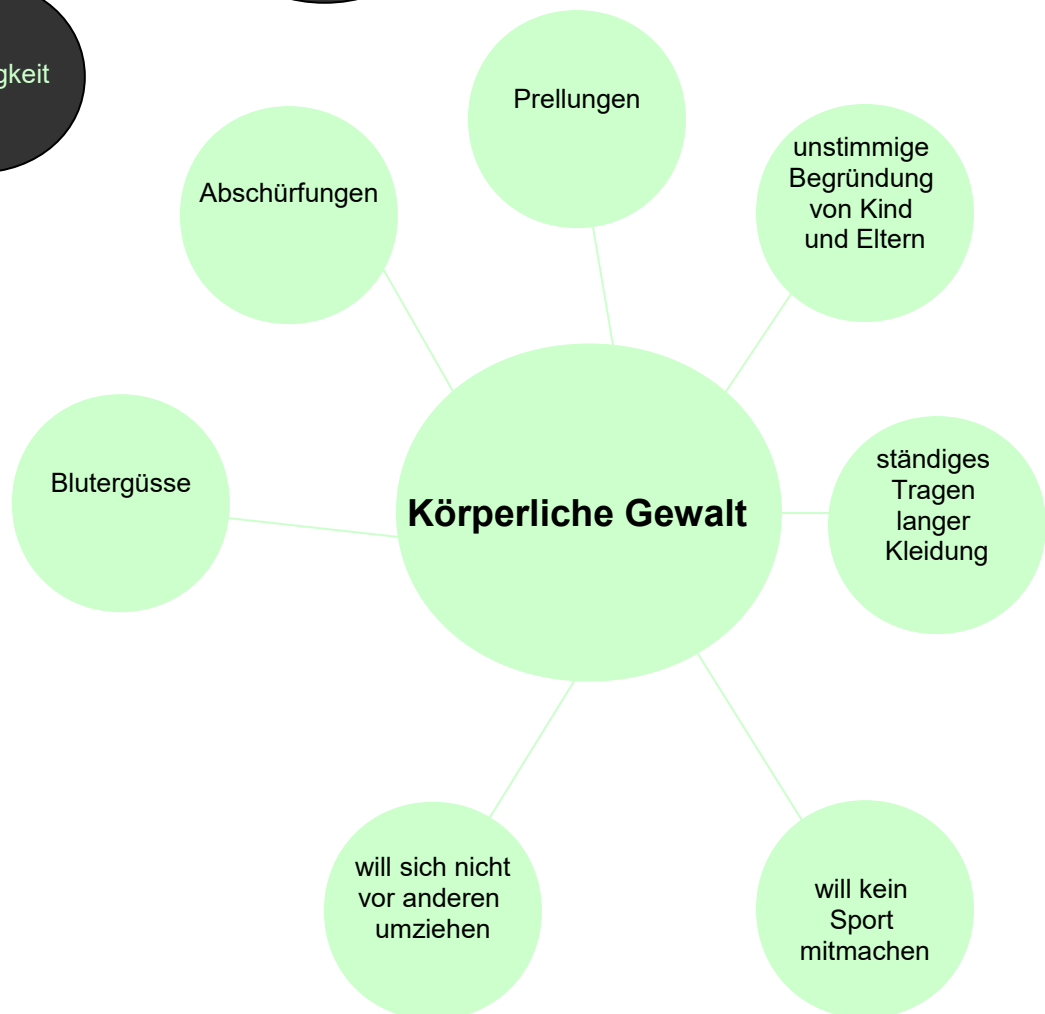 gkeit
Prellungen
unstimmige
Begründung
von Kind
und Eltern
Abschürfungen
ständiges
Tragen
langer
Kleidung
Blutergüsse
Körperliche Gewalt
will sich nicht
vor anderen
umziehen
will kein
Sport
mitmachen